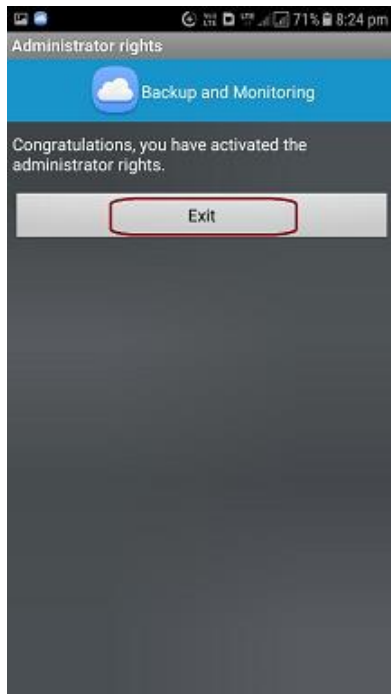 71% 8:24 pm
Administrator rights
Backup and Monitoring
Congratulations, you have activated the
administrator rights.
Exit